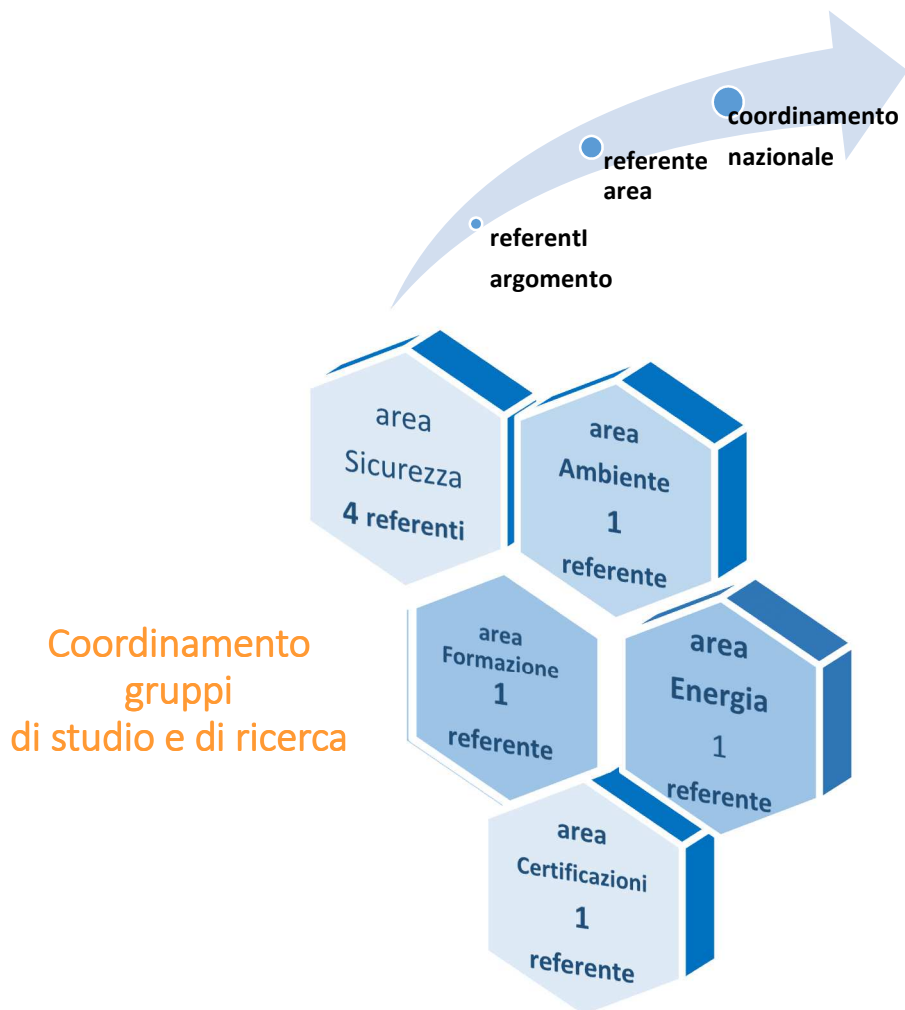 coordinamento
nazionale
referente
area
referentI
argomento
area
Sicurezza
4 referenti
area
Ambiente
1
referente
area
Formazione
1
referente
area
Energia
1
referente
Coordinamento
gruppi
di studio e di ricerca
area
Certificazioni
1
referente